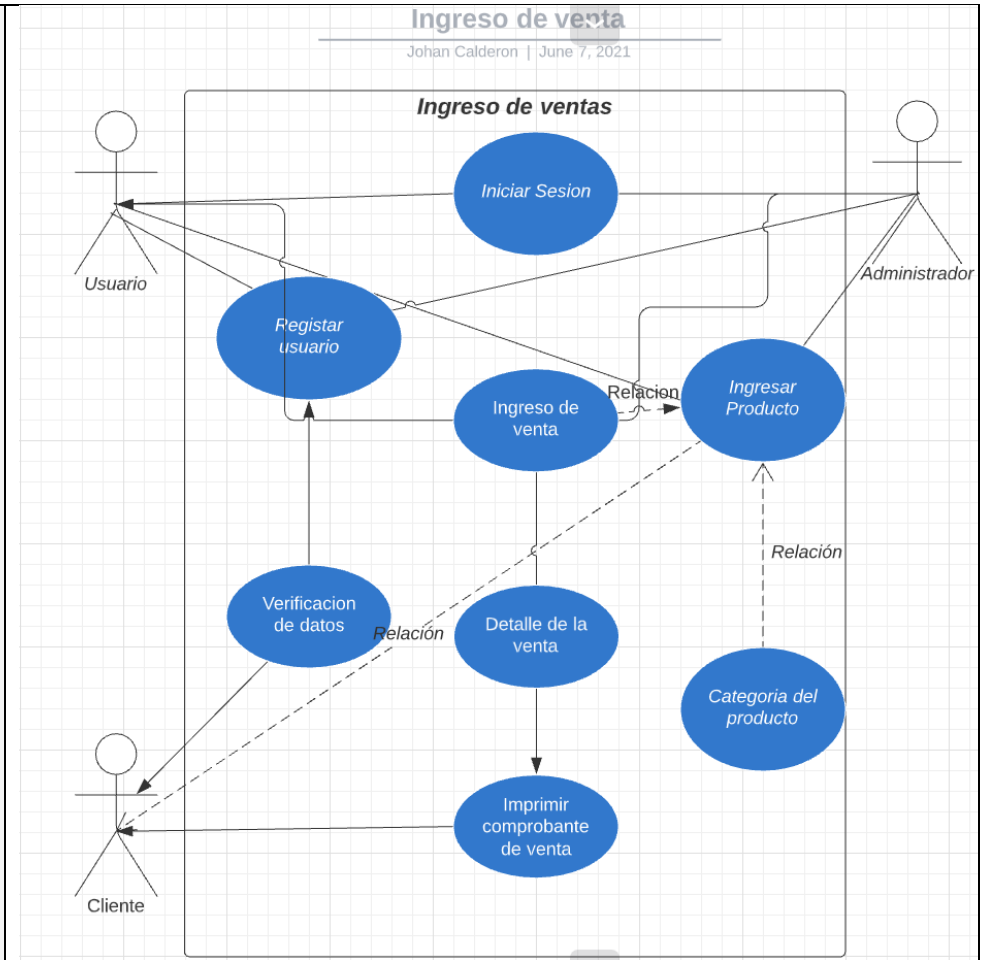 Ingreso de venta
Johan Calderon | June 7, 2021
Ingreso de ventas
Iniciar Sesion
Usuario
Administrador
Registar
usuario
Ingreso de
venta
Relacion
Ingresar
Producto
Relación
Verificacion
de datos
Relación
Detalle de la
venta
Categoria del
producto
Imprimir
comprobante
de venta
Cliente